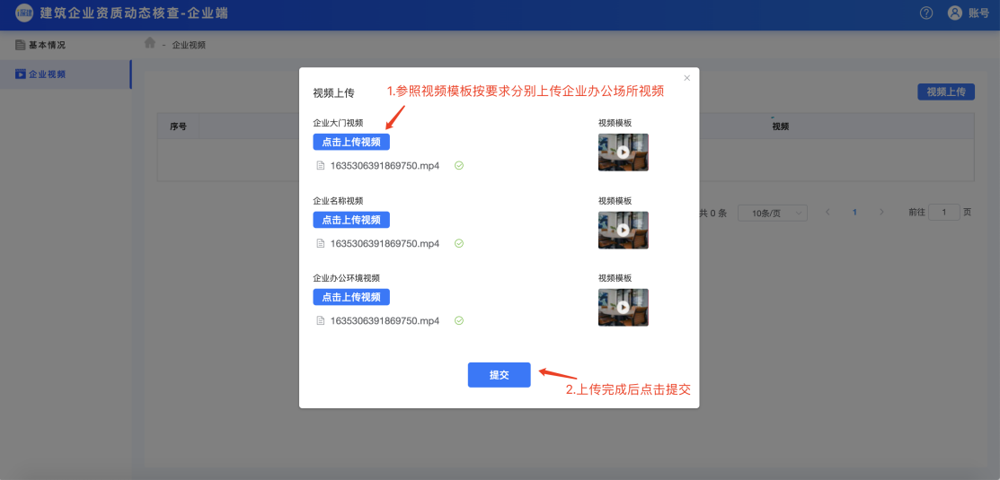 建筑企业资质动态核查-企业端
账号
基本情况
- 企业视频
企业视频
视频上传
序号
视频
视频上传
1.参照视频模板按要求分别上传企业办公场所视频
企业大门视频
视频模板
点击上传视频
1635306391869750.mp4
企业名称视频
视频模板
点击上传视频
1635306391869750.mp4
企业办公环境视频
视频模板
点击上传视频
1635306391869750.mp4
提交
2.上传完成后点击提交
共 0 条
10条/页
1
前往 1 页